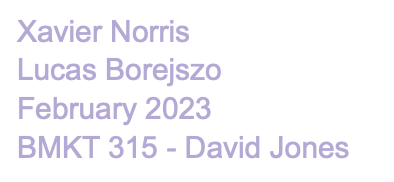 Xavier Norris
Lucas Borejszo
February 2023
BMKT 315 - David Jones